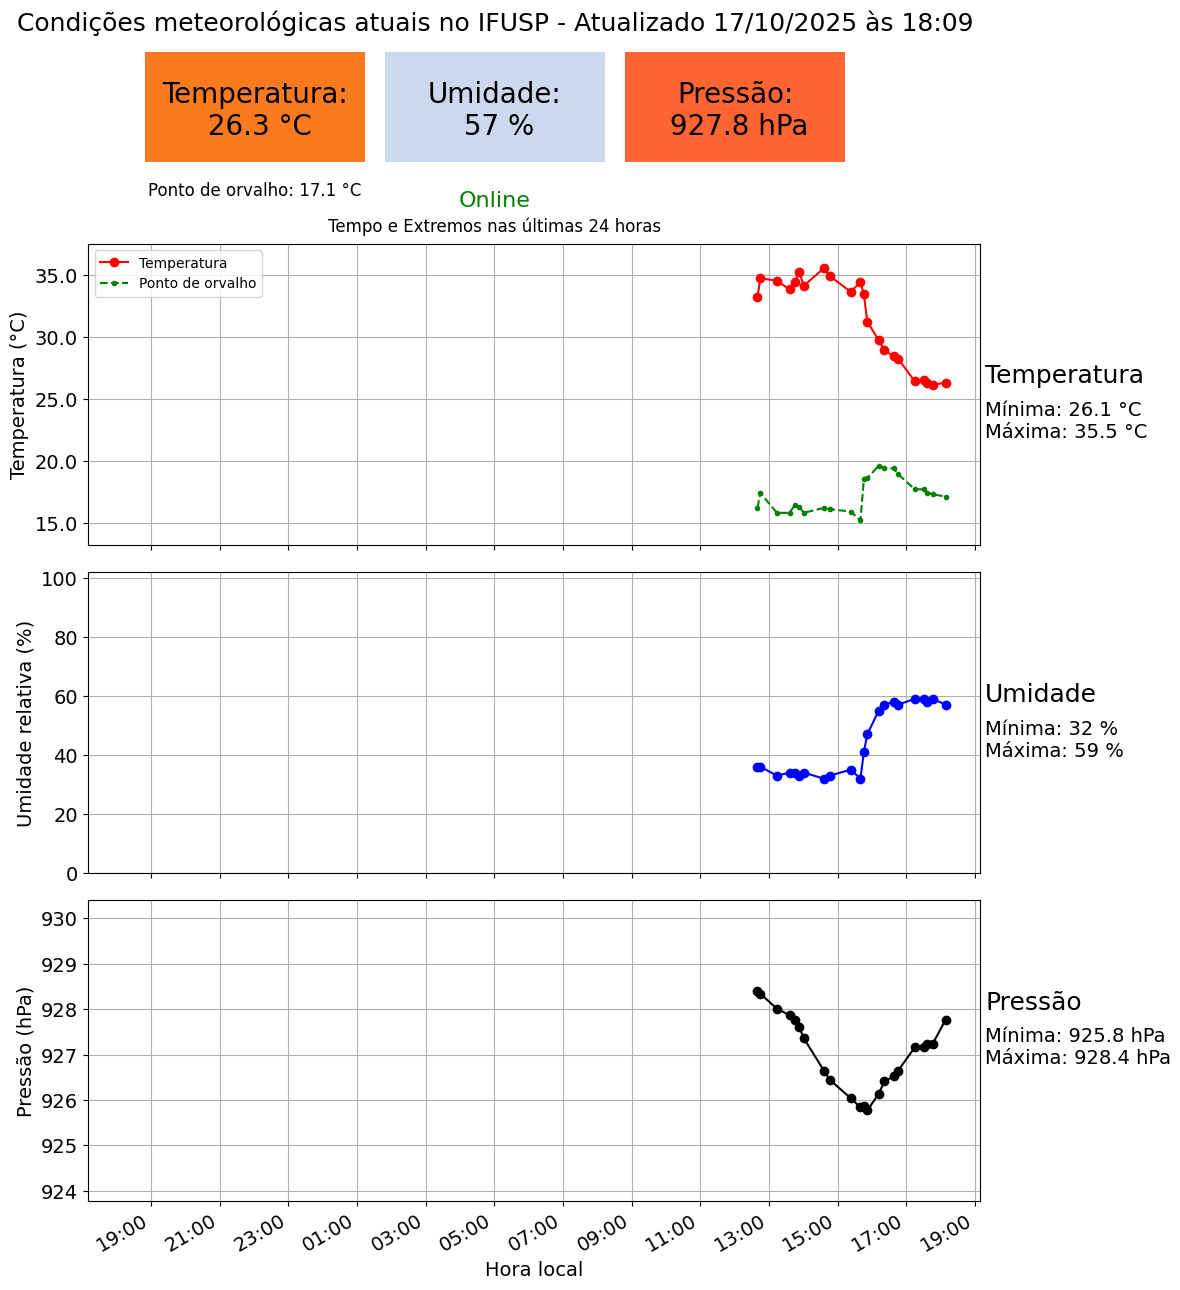 Condições meteorológicas atuais no IFUSP - Atualizado 17/10/2025 às 18:09
Temperatura:
26.3 °C
Umidade:
57 %
Pressão:
927.8 hPa
Ponto de orvalho: 17.1 °C
Online
Tempo e Extremos nas últimas 24 horas
Temperatura
Ponto de orvalho
Temperatura (°C)
35.0
30.0
25.0
20.0
15.0
Temperatura
Mínima: 26.1 °C
Máxima: 35.5 °C
Umidade relativa (%)
100
80
60
40
20
0
Umidade
Mínima: 32 %
Máxima: 59 %
Pressão (hPa)
930
929
928
927
926
925
924
Pressão
Mínima: 925.8 hPa
Máxima: 928.4 hPa
19:00 21:00 23:00 01:00 03:00 05:00 07:00 09:00 11:00 13:00 15:00 17:00 19:00
Hora local